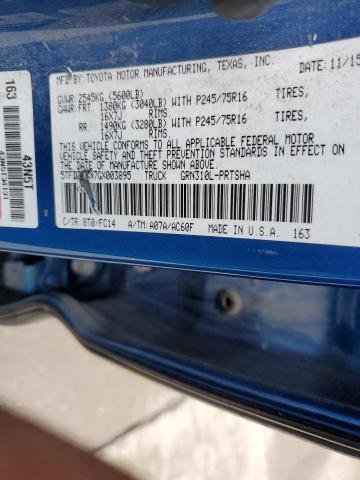 MFD BY: TOYOTA MOTOR MANUFACTURING, TEXAS, INC. 11/15
GVWR: 2545KG (5600LB)
GAWR: FRT. 1380KG (3040LB) WITH P245/75R16 TIRES,
16X7J RIMS
RR. 1490KG (3280LB) WITH P245/75R16 TIRES,
16X7J RIMS
THIS VEHICLE CONFORMS TO ALL APPLICABLE FEDERAL MOTOR VEHICLE
SAFETY AND THEFT PREVENTION STANDARDS IN EFFECT ON THE
DATE OF MANUFACTURE SHOWN ABOVE.
TRUCK GRN310L-PRTSHA
C/TR: 8T0/FC14 A/TM: A07A/AC60F MADE IN U.S.A. 163
163
43N5T